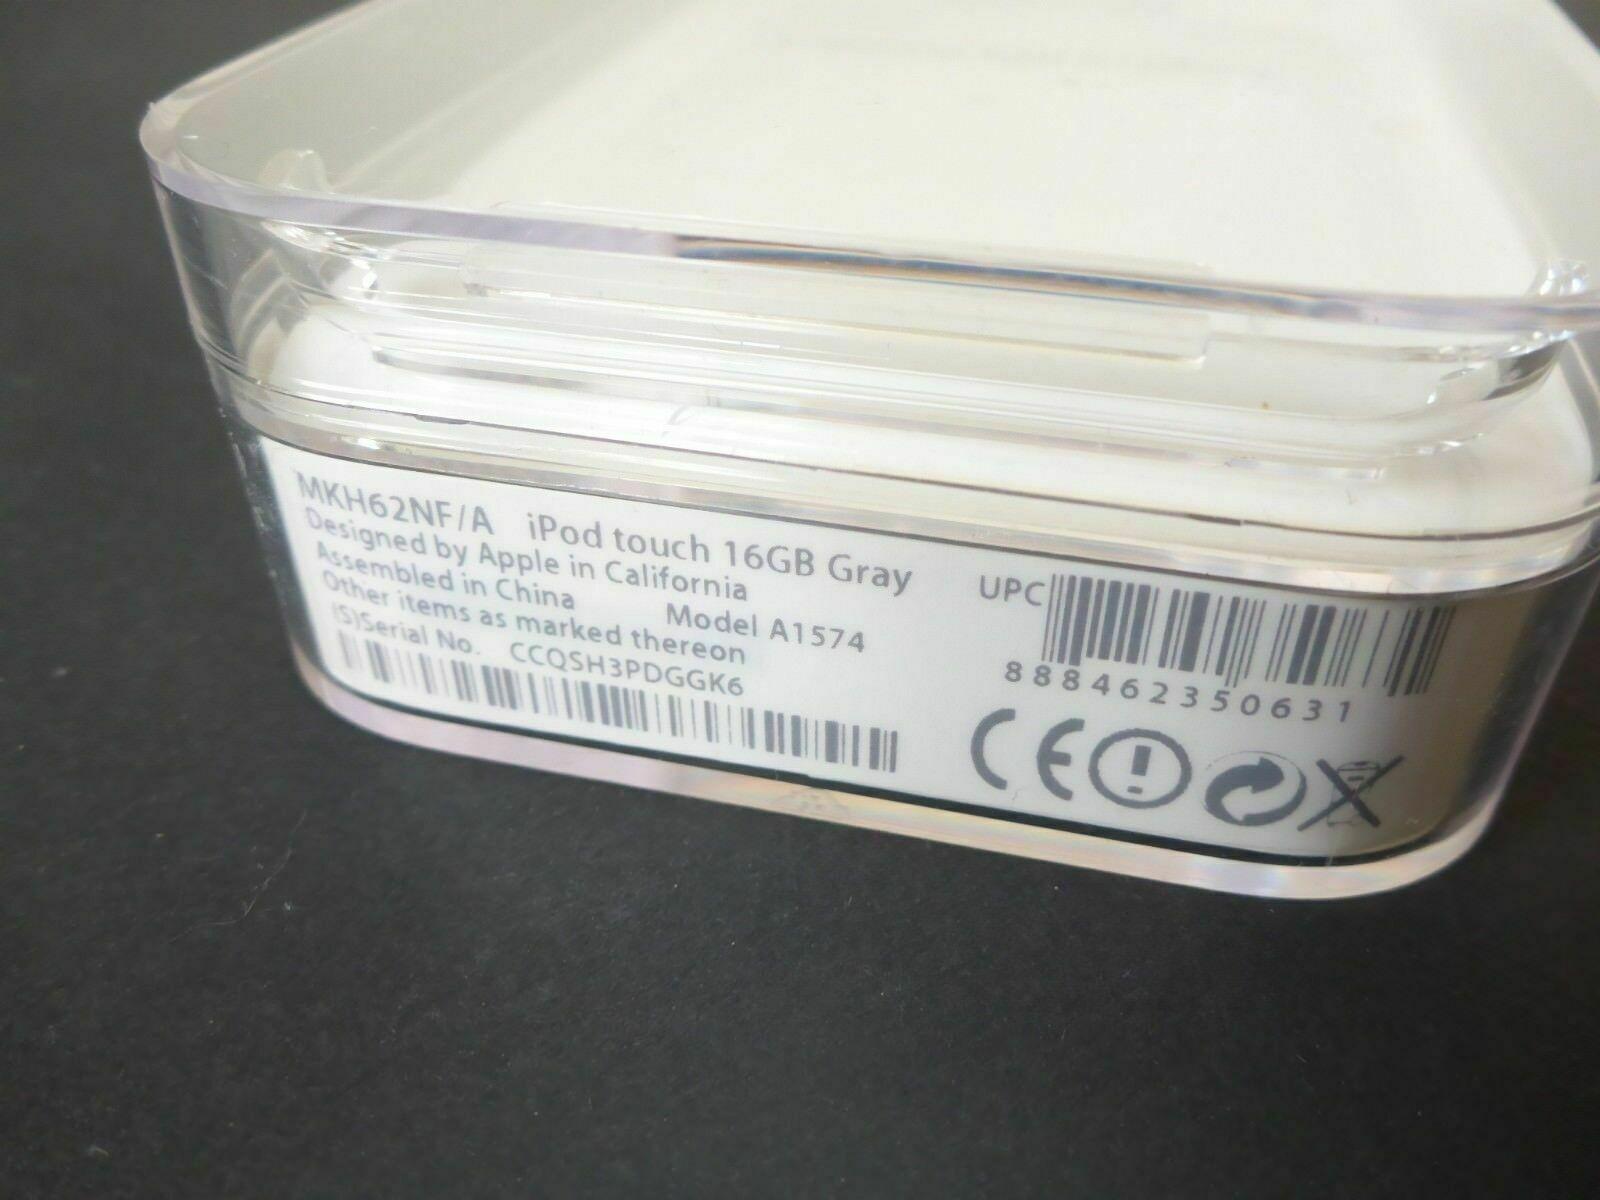 MKH62NF/A iPod touch 16GB Gray
Designed by Apple in California
Assembled in China Model A1574
Other items as marked thereon
(S)Serial No. CCQSH3PDGGK6
UPC
888462350631
CE